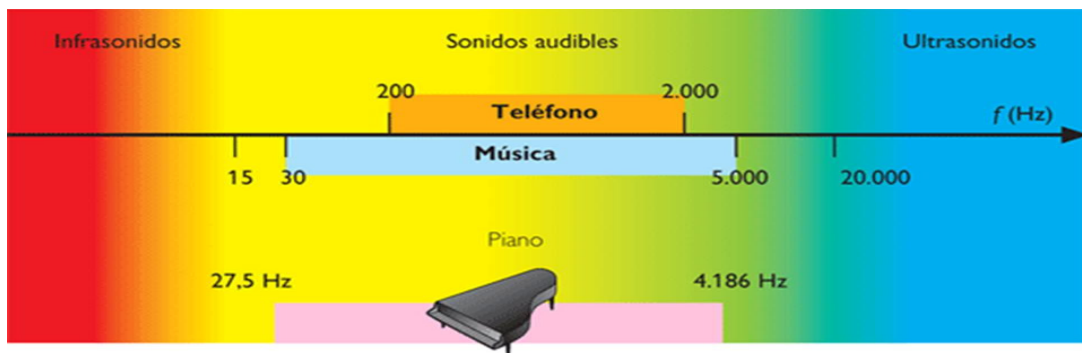 Infrasonidos Sonidos audibles Ultrasonidos
200 2.000
Teléfono
f (Hz)
Música
15 30 5.000 20.000
Piano
27,5 Hz 4.186 Hz